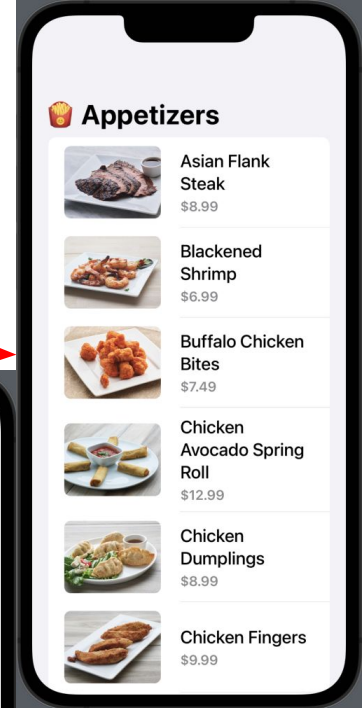 🍟 Appetizers
Asian Flank
Steak
$8.99
Blackened
Shrimp
$6.99
Buffalo Chicken
Bites
$7.49
Chicken
Avocado Spring
Roll
$12.99
Chicken
Dumplings
$8.99
Chicken Fingers
$9.99